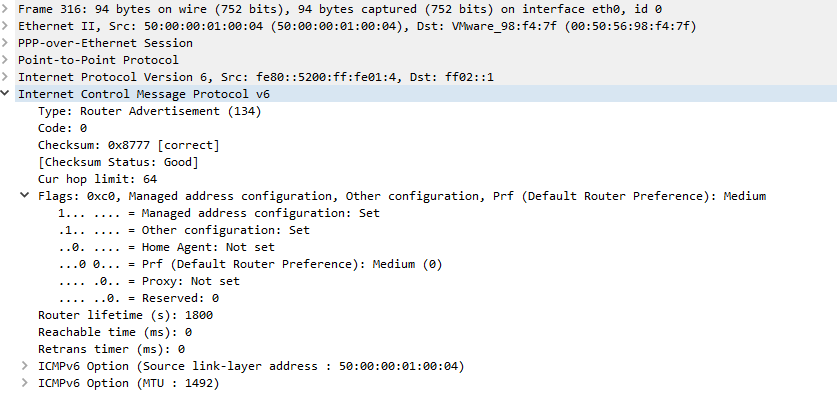 Frame 316: 94 bytes on wire (752 bits), 94 bytes captured (752 bits) on interface eth0, id 0
Ethernet II, Src: 50:00:00:01:00:04 (50:00:00:01:00:04), Dst: VMware_98:f4:7f (00:50:56:98:f4:7f)
PPP-over-Ethernet Session
Point-to-Point Protocol
Internet Protocol Version 6, Src: fe80::5200:ff:fe01:4, Dst: ff02::1
Internet Control Message Protocol v6
Type: Router Advertisement (134)
Code: 0
Checksum: 0x8777 [correct]
[Checksum Status: Good]
Cur hop limit: 64
Flags: 0xc0, Managed address configuration, Other configuration, Prf (Default Router Preference): Medium
1... .... = Managed address configuration: Set
.1.. .... = Other configuration: Set
..0. .... = Home Agent: Not set
...0 0... = Prf (Default Router Preference): Medium (0)
.... .0.. = Proxy: Not set
.... ..0. = Reserved: 0
Router lifetime (s): 1800
Reachable time (ms): 0
Retrans timer (ms): 0
ICMPv6 Option (Source link-layer address : 50:00:00:01:00:04)
ICMPv6 Option (MTU : 1492)